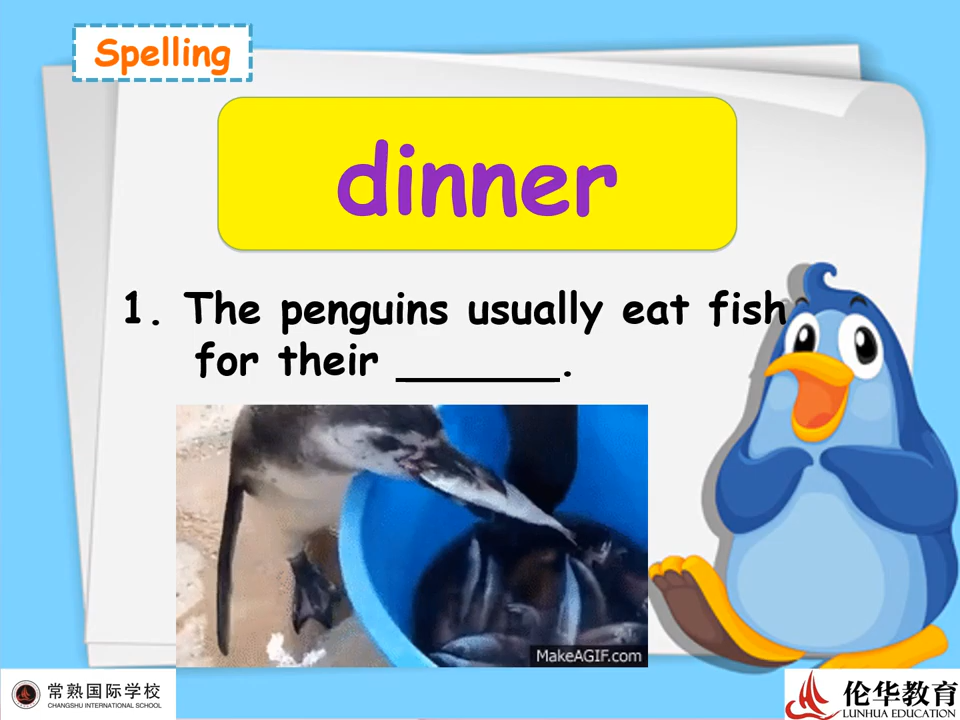 Spelling
dinner
1. The penguins usually eat fish
for their ______.
MakeAGIF.com
常熟国际学校
CHANGSHU INTERNATIONAL SCHOOL
伦华教育
LUNHUA EDUCATION